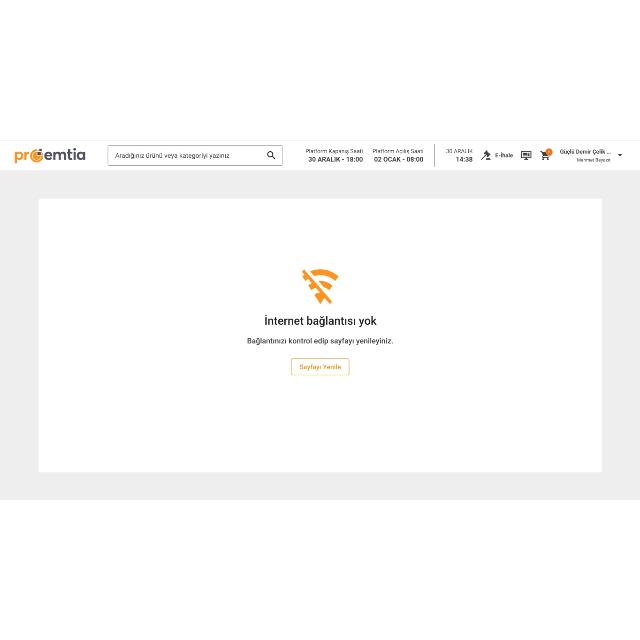 proemtia
Aradığınız ürünü veya kategoriyi yazınız
Platform Kapanış Saati
30 ARALIK - 18:00
Platform Açılış Saati
02 OCAK - 08:00
30 ARALIK
14:38
E-İhale
Güçlü Demir Çelik ...
Mehmet Beyazıt
İnternet bağlantısı yok
Bağlantınızı kontrol edip sayfayı yenileyiniz.
Sayfayı Yenile